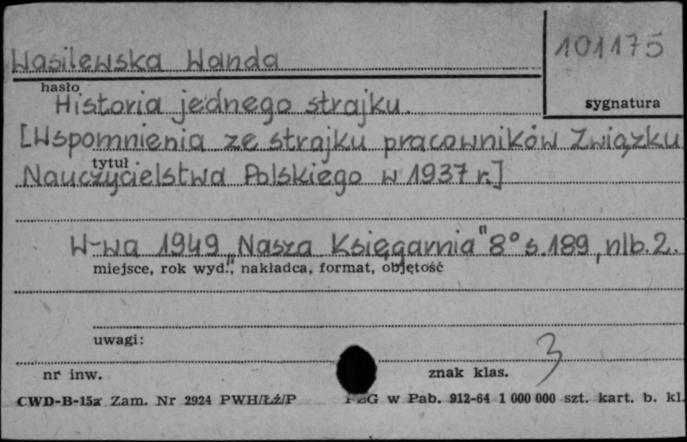 101175
Wasilewska Wanda
hasło
sygnatura
Historia jednego strajku.
[Wspomnienia ze strajku pracowników Związku
tytuł
Nauczycielstwa Polskiego w 1937 r.]
W-wa 1949 „Nasza Księgarnia" 8° s. 189, nlb. 2.
miejsce, rok wyd., nakładca, format, objętość
uwagi:
3
nr inw.
znak klas.
CWD-B-15a Zam. Nr 2924 PWH/Łż/P
w Pab. 912-64 1 000 000 szt. kart. b. kl.